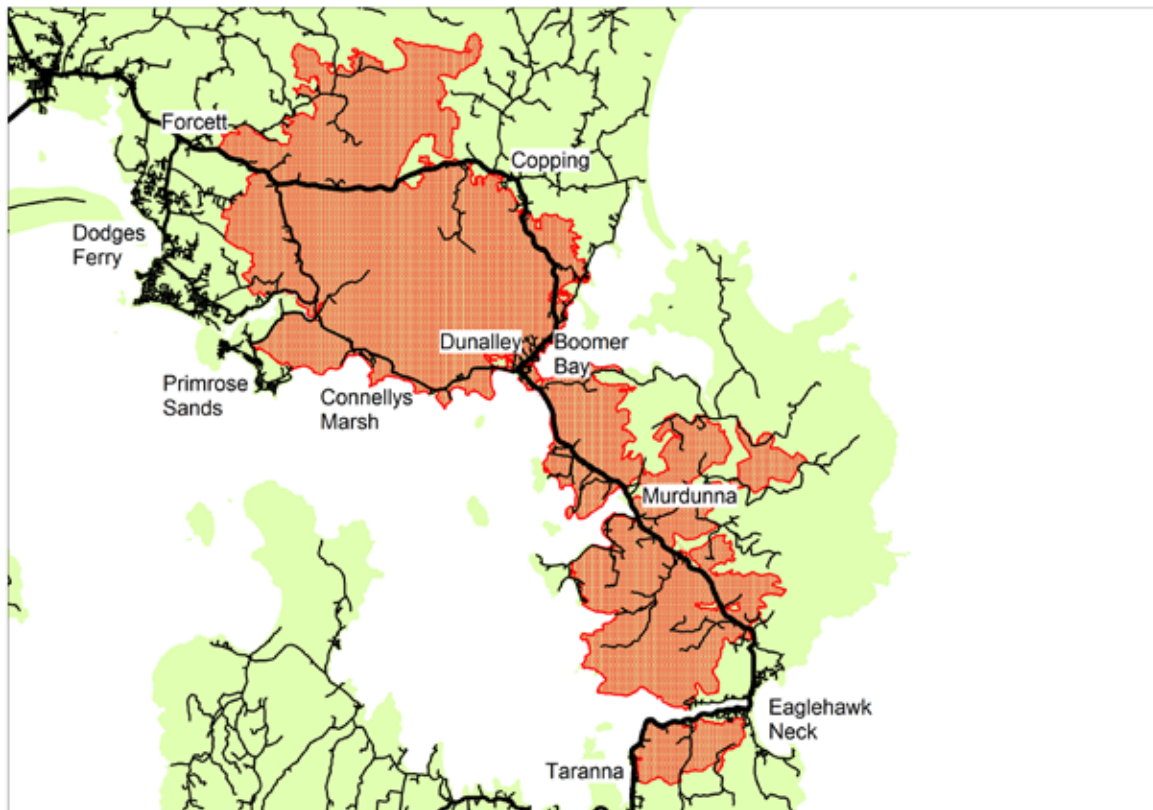 Forcett
Copping
Dodges
Ferry
Dunalley
Boomer
Bay
Primrose
Sands
Connellys
Marsh
Murdunna
Eaglehawk
Neck
Taranna